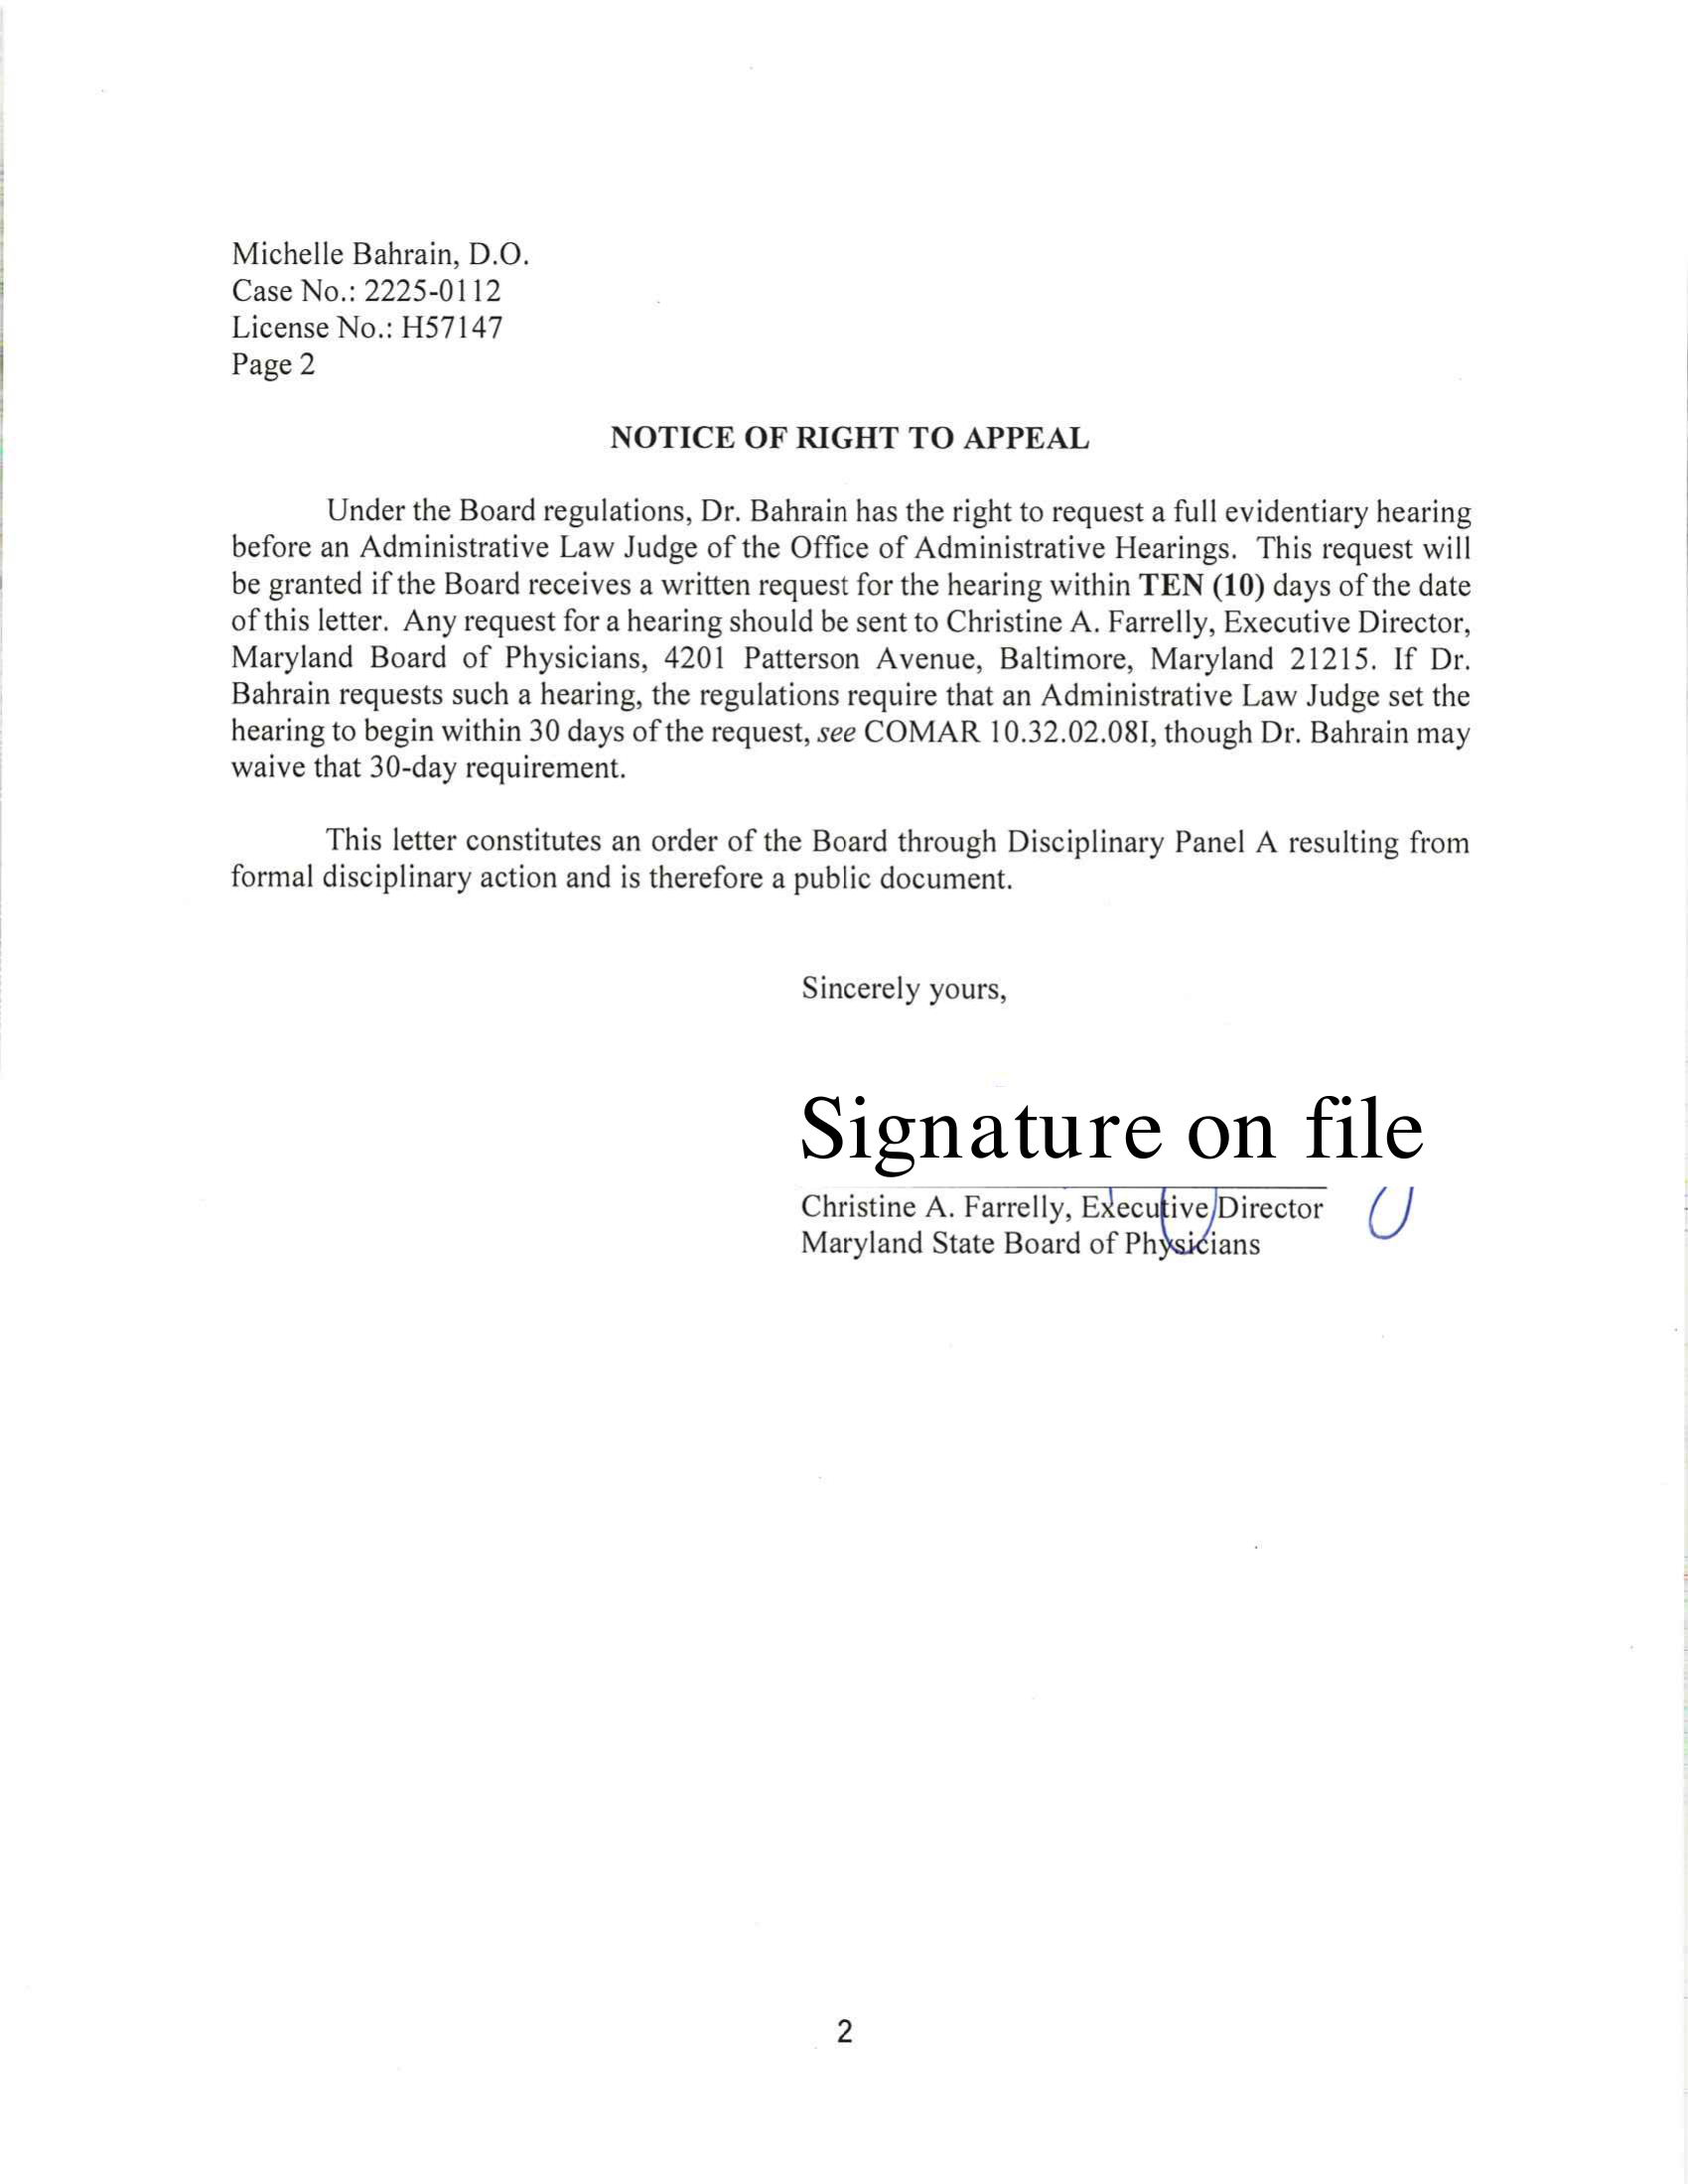 Michelle Bahrain, D.O.
Case No.: 2225-0112
License No.: H57147
Page 2
NOTICE OF RIGHT TO APPEAL
Under the Board regulations, Dr. Bahrain has the right to request a full evidentiary hearing
before an Administrative Law Judge of the Office of Administrative Hearings. This request will
be granted if the Board receives a written request for the hearing within TEN (10) days of the date
of this letter. Any request for a hearing should be sent to Christine A. Farrelly, Executive Director,
Maryland Board of Physicians, 4201 Patterson Avenue, Baltimore, Maryland 21215. If Dr.
Bahrain requests such a hearing, the regulations require that an Administrative Law Judge set the
hearing to begin within 30 days of the request, see COMAR 10.32.02.08I, though Dr. Bahrain may
waive that 30-day requirement.
This letter constitutes an order of the Board through Disciplinary Panel A resulting from
formal disciplinary action and is therefore a public document.
Sincerely yours,
Signature on file
Christine A. Farrelly, Executive Director
Maryland State Board of Physicians
2